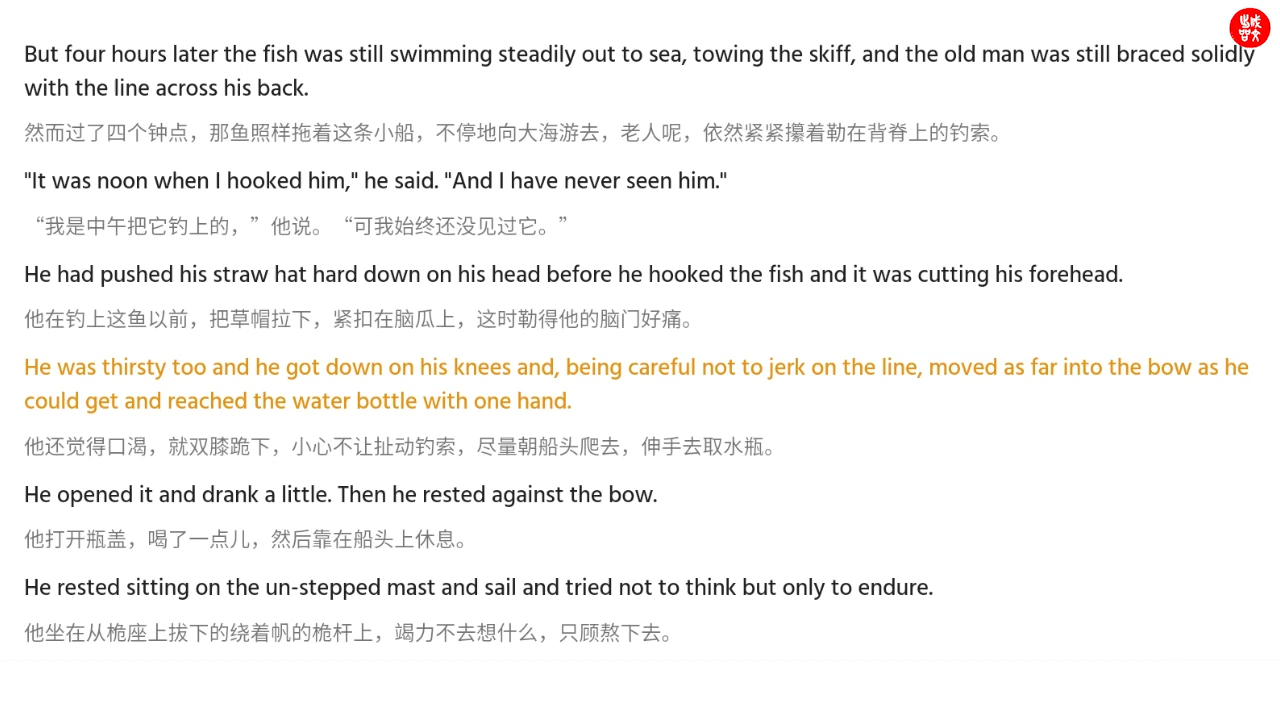 But four hours later the fish was still swimming steadily out to sea, towing the skiff, and the old man was still braced solidly
with the line across his back.
然而过了四个钟点，那鱼照样拖着这条小船，不停地向大海游去，老人呢，依然紧紧攥着勒在背脊上的钓索。
"It was noon when I hooked him," he said. "And I have never seen him."
“我是中午把它钓上的，”他说。“可我始终还没见过它。”
He had pushed his straw hat hard down on his head before he hooked the fish and it was cutting his forehead.
他在钓上这鱼以前，把草帽拉下，紧扣在脑瓜上，这时勒得他的脑门好痛。
He was thirsty too and he got down on his knees and, being careful not to jerk on the line, moved as far into the bow as he
could get and reached the water bottle with one hand.
他还觉得口渴，就双膝跪下，小心不让扯动钓索，尽量朝船头爬去，伸手去取水瓶。
He opened it and drank a little. Then he rested against the bow.
他打开瓶盖，喝了一点儿，然后靠在船头上休息。
He rested sitting on the un-stepped mast and sail and tried not to think but only to endure.
他坐在从桅座上拔下的绕着帆的桅杆上，竭力不去想什么，只顾熬下去。